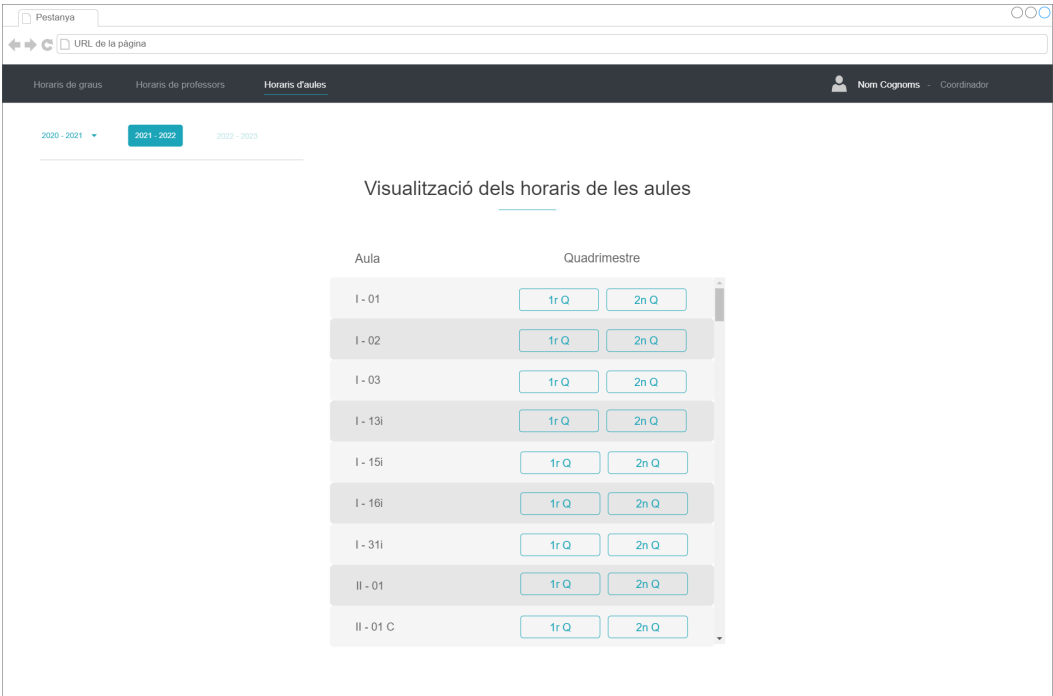 Pestanya
URL de la página
Horaris de graus Horaris de professors Horaris d'aules Nom Cognoms - Coordinador
2020 - 2021 2021 - 2022 2022 - 2023
Visualització dels horaris de les aules
Aula Quadrimestre
I - 01 1r Q 2n Q
I - 02 1r Q 2n Q
I - 03 1r Q 2n Q
I - 13i 1r Q 2n Q
I - 15i 1r Q 2n Q
I - 16i 1r Q 2n Q
I - 31i 1r Q 2n Q
II - 01 1r Q 2n Q
II - 01 C 1r Q 2n Q